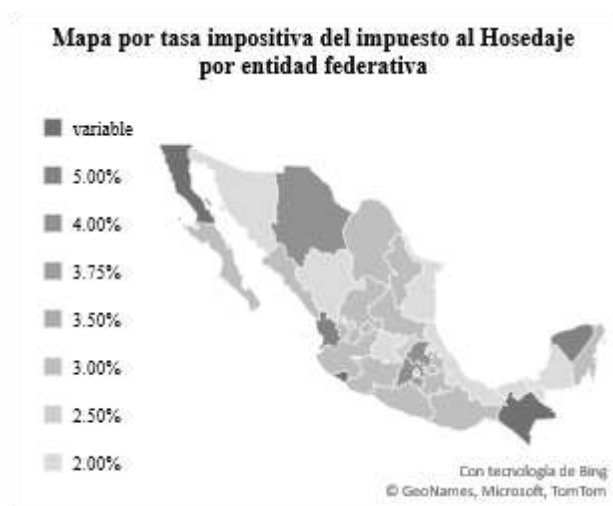 Mapa por tasa impositiva del impuesto al Hosedaje
por entidad federativa
variable
5.00%
4.00%
3.75%
3.50%
3.00%
2.50%
2.00%
Con tecnología de Bing
© GeoNames, Microsoft, TomTom